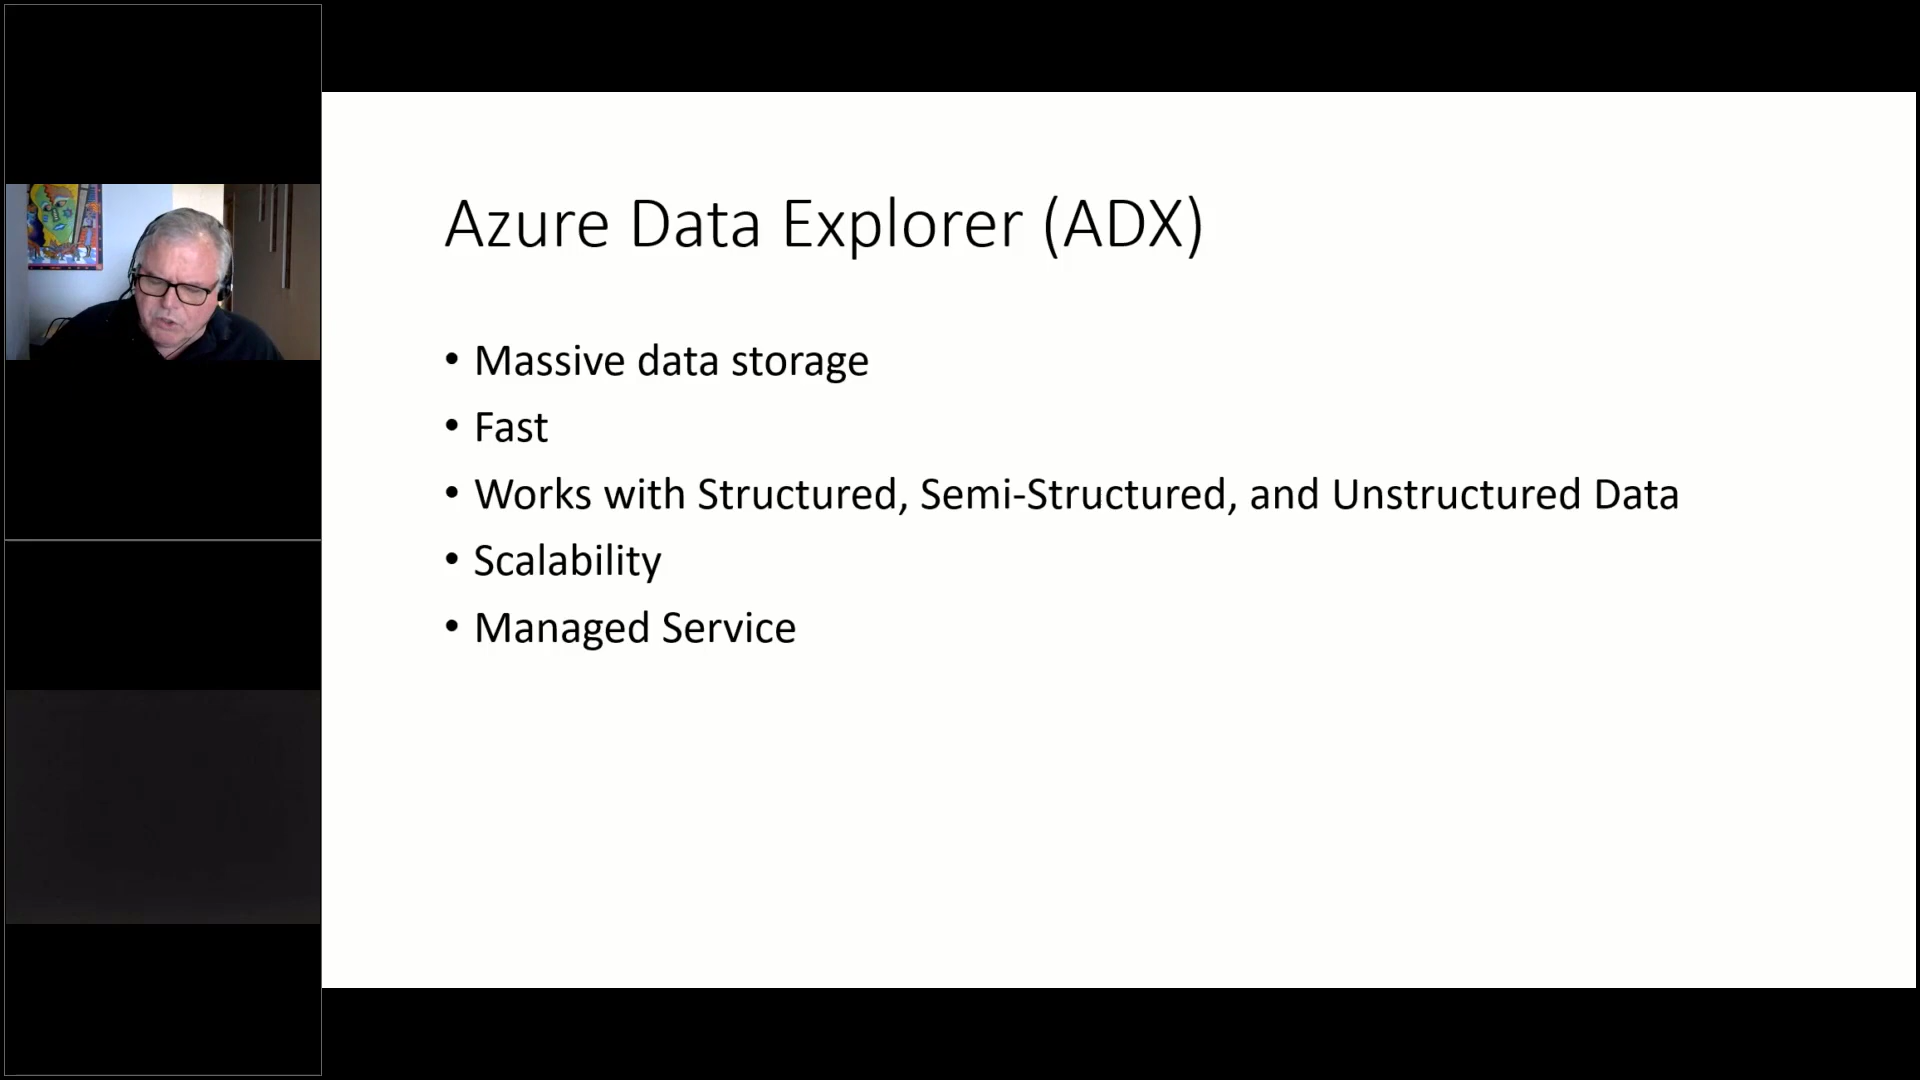 Azure Data Explorer (ADX)
• Massive data storage
• Fast
• Works with Structured, Semi-Structured, and Unstructured Data
• Scalability
• Managed Service